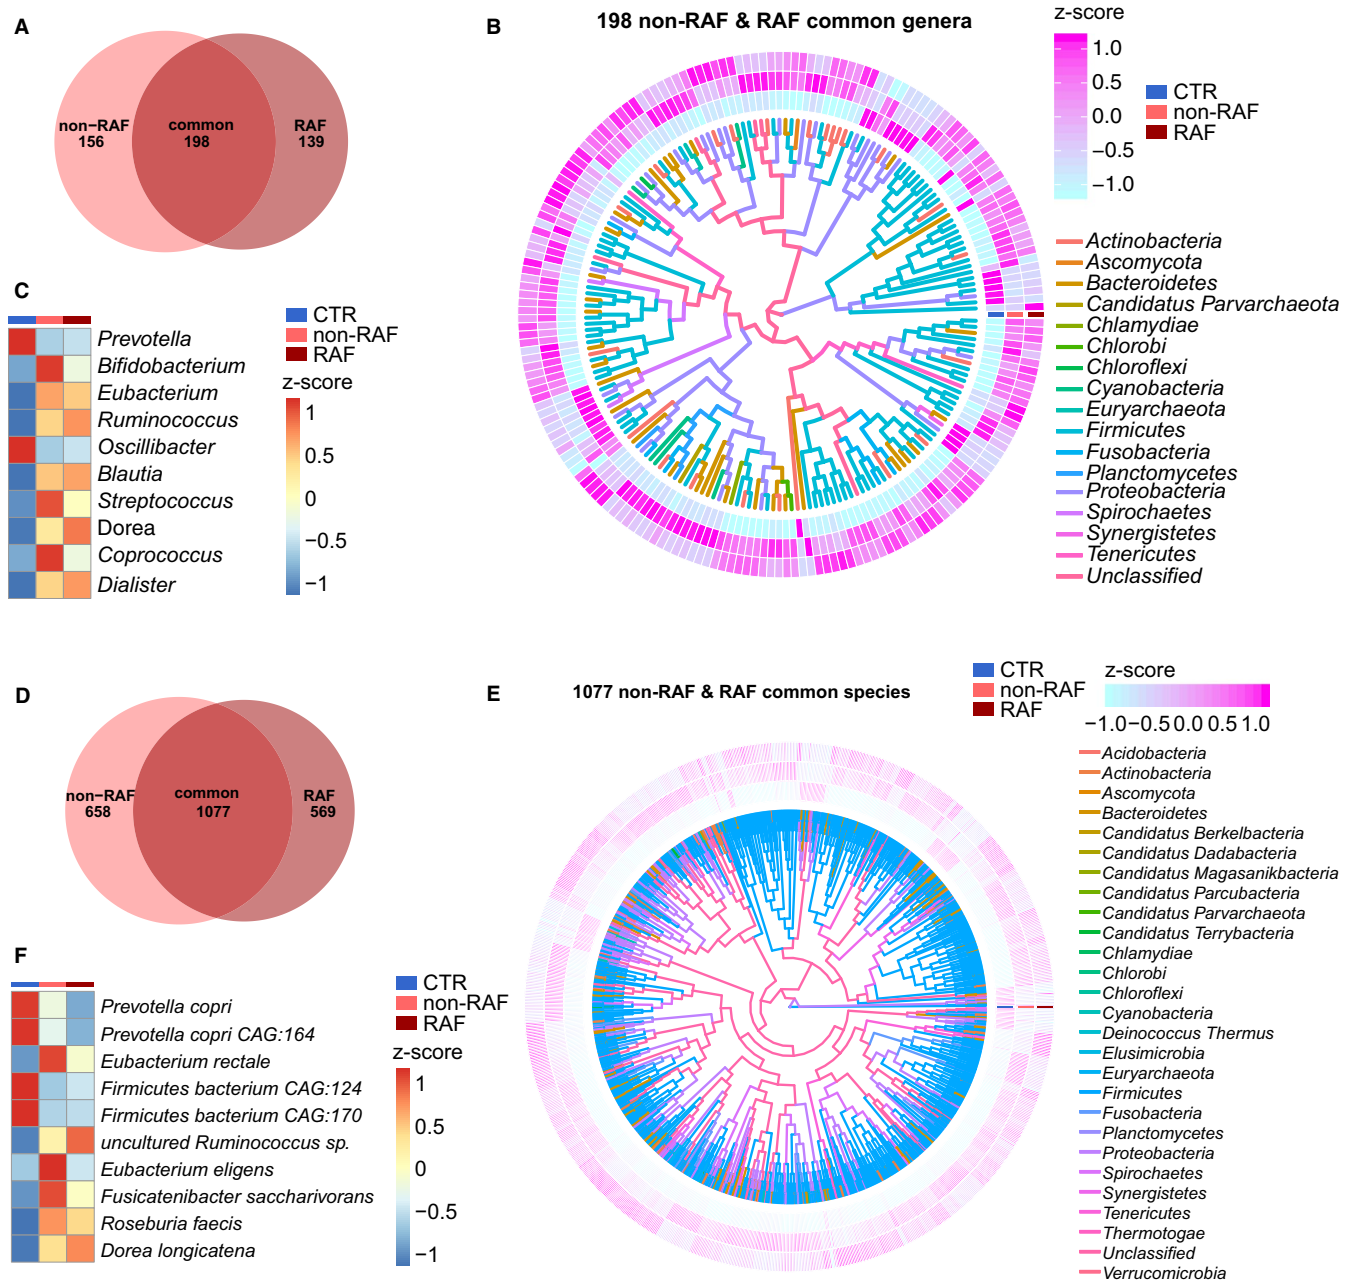 A
non−RAF
156
common
198
RAF
139
B
198 non-RAF & RAF common genera
z-score
1.0
0.5
0.0
−0.5
−1.0
CTR
non-RAF
RAF
Actinobacteria
Ascomycota
Bacteroidetes
Candidatus Parvarchaeota
Chlamydiae
Chlorobi
Chloroflexi
Cyanobacteria
Euryarchaeota
Firmicutes
Fusobacteria
Planctomycetes
Proteobacteria
Spirochaetes
Synergistetes
Tenericutes
Unclassified
C
Prevotella
Bifidobacterium
Eubacterium
Ruminococcus
Oscillibacter
Blautia
Streptococcus
Dorea
Coprococcus
Dialister
CTR
non-RAF
RAF
z-score
1
0.5
0
−0.5
−1
D
non−RAF
658
common
1077
RAF
569
E
1077 non-RAF & RAF common species
CTR
non-RAF
RAF
z-score
−1.0 −0.5 0.0 0.5 1.0
Acidobacteria
Actinobacteria
Ascomycota
Bacteroidetes
Candidatus Berkelbacteria
Candidatus Dadabacteria
Candidatus Magasanikbacteria
Candidatus Parcubacteria
Candidatus Parvarchaeota
Candidatus Terrybacteria
Chlamydiae
Chlorobi
Chloroflexi
Cyanobacteria
Deinococcus Thermus
Elusimicrobia
Euryarchaeota
Firmicutes
Fusobacteria
Planctomycetes
Proteobacteria
Spirochaetes
Synergistetes
Tenericutes
Thermotogae
Unclassified
Verrucomicrobia
F
Prevotella copri
Prevotella copri CAG:164
Eubacterium rectale
Firmicutes bacterium CAG:124
Firmicutes bacterium CAG:170
uncultured Ruminococcus sp.
Eubacterium eligens
Fusicatenibacter saccharivorans
Roseburia faecis
Dorea longicatena
CTR
non-RAF
RAF
z-score
1
0.5
0
−0.5
−1